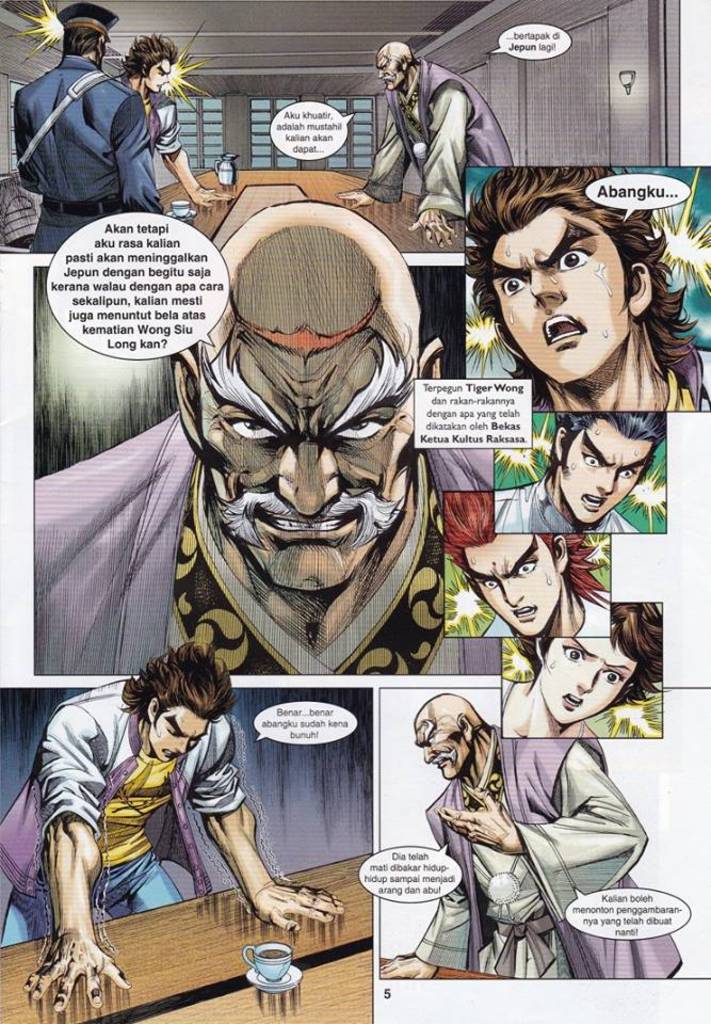 ...bertapak di
Jepun lagi!
Aku khuatir,
adalah mustahil
kalian akan
dapat...
Abangku...
Akan tetapi
aku rasa kalian
pasti akan meninggalkan
Jepun dengan begitu saja
kerana walau dengan apa cara
sekalipun, kalian mesti
juga menuntut bela atas
kematian Wong Siu
Long kan?
Terpegun Tiger Wong
dan rakan-rakannya
dengan apa yang telah
dikatakan oleh Bekas
Ketua Kultus Raksasa.
Benar...benar
abangku sudah kena
bunuh!
Dia telah
mati dibakar hidup-
hidup sampai menjadi
arang dan abu!
Kalian boleh
menonton penggambaran-
nya yang telah dibuat
nanti!
5